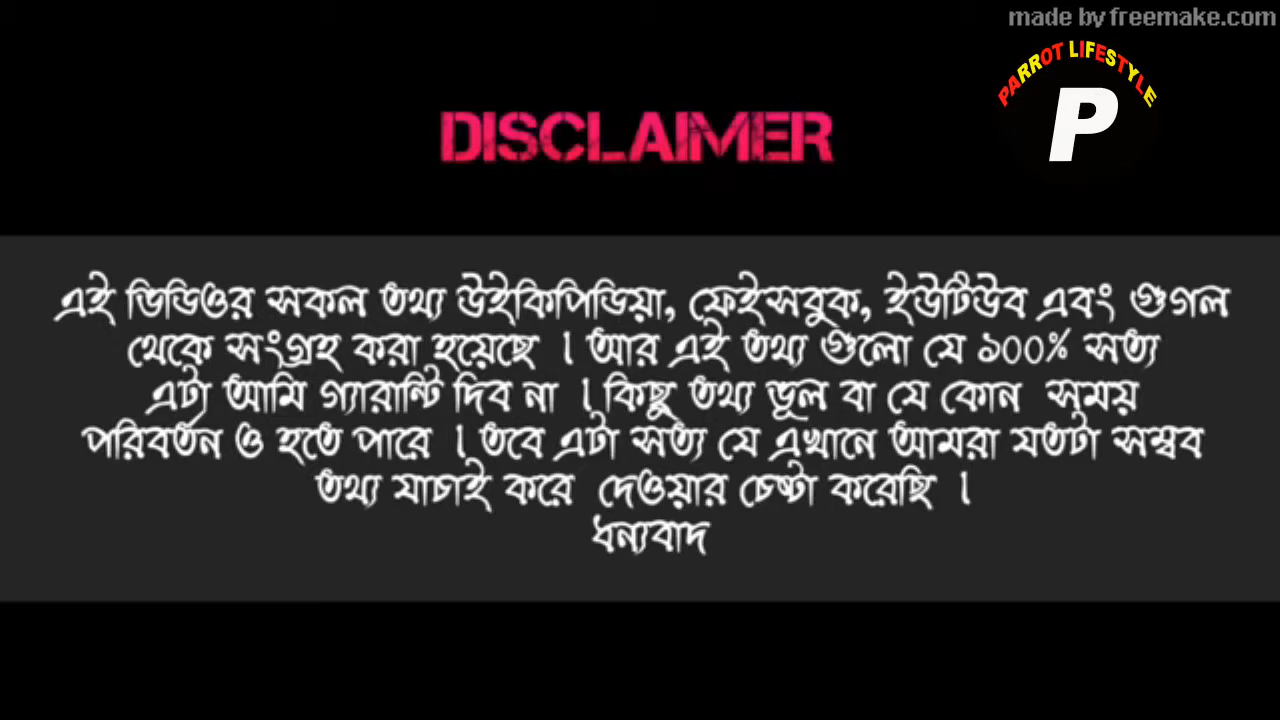 made by freemake.com
PARROT LIFESTYLE
P
DISCLAIMER
এই ভিডিওর সকল তথ্য উইকিপিডিয়া, ফেইসবুক, ইউটিউব এবং গুগল
থেকে সংগ্রহ করা হয়েছে । আর এই তথ্য গুলো যে ১০০% সত্য
এটা আমি গ্যারান্টি দিব না । কিছু তথ্য ভূল বা যে কোন সময়
পরিবর্তন ও হতে পারে । তবে এটা সত্য যে এখানে আমরা যতটা সম্বব
তথ্য যাচাই করে দেওয়ার চেষ্টা করেছি ।
ধন্যবাদ